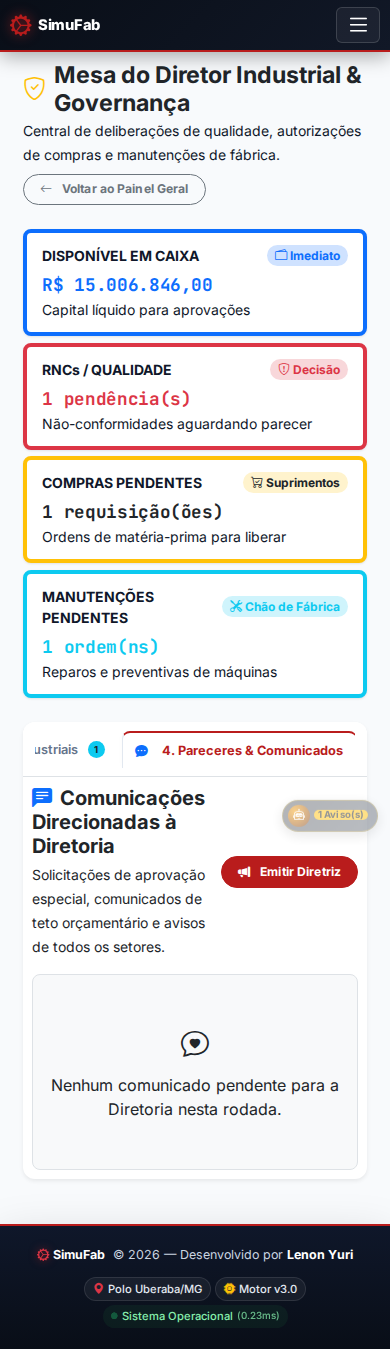 SimuFab
Mesa do Diretor Industrial &
Governança
Central de deliberações de qualidade, autorizações
de compras e manutenções de fábrica.
Voltar ao Painel Geral
DISPONÍVEL EM CAIXA
Imediato
R$ 15.006.846,00
Capital líquido para aprovações
RNCs / QUALIDADE
Decisão
1 pendência(s)
Não-conformidades aguardando parecer
COMPRAS PENDENTES
Suprimentos
1 requisição(ões)
Ordens de matéria-prima para liberar
MANUTENÇÕES
PENDENTES
Chão de Fábrica
1 ordem(ns)
Reparos e preventivas de máquinas
ustriais 1
4. Pareceres & Comunicados
Comunicações
Direcionadas à
Diretoria
1 Aviso(s)
Solicitações de aprovação
especial, comunicados de
teto orçamentário e avisos
de todos os setores.
Emitir Diretriz
Nenhum comunicado pendente para a
Diretoria nesta rodada.
SimuFab © 2026 — Desenvolvido por Lenon Yuri
Polo Uberaba/MG
Motor v3.0
Sistema Operacional (0.23ms)